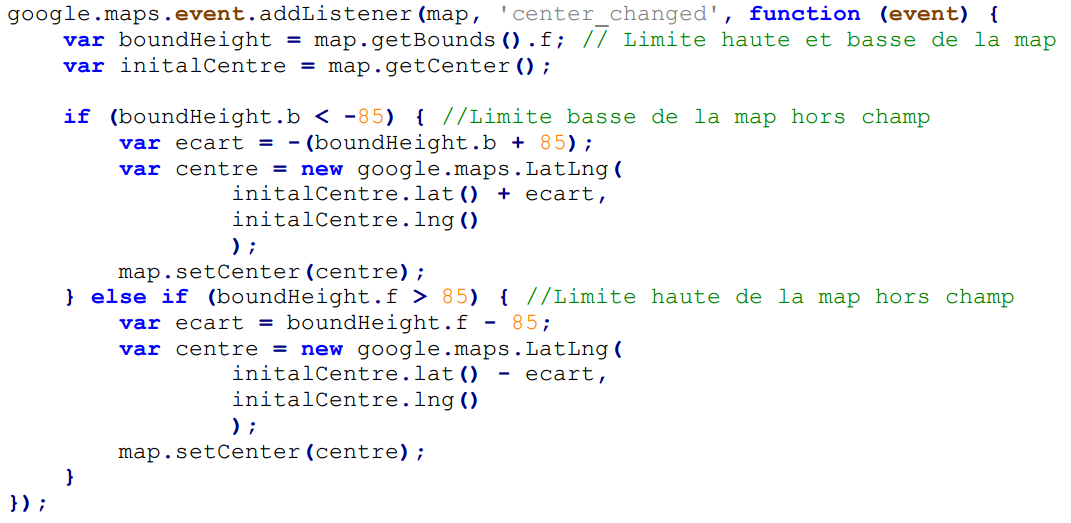 google.maps.event.addListener(map, 'center_changed', function (event) {
    var boundHeight = map.getBounds().f; // Limite haute et basse de la map
    var initalCentre = map.getCenter();

    if (boundHeight.b < -85) { //Limite basse de la map hors champ
        var ecart = -(boundHeight.b + 85);
        var centre = new google.maps.LatLng(
                initalCentre.lat() + ecart,
                initalCentre.lng()
                );
        map.setCenter(centre);
    } else if (boundHeight.f > 85) { //Limite haute de la map hors champ
        var ecart = boundHeight.f - 85;
        var centre = new google.maps.LatLng(
                initalCentre.lat() - ecart,
                initalCentre.lng()
                );
        map.setCenter(centre);
    }
});